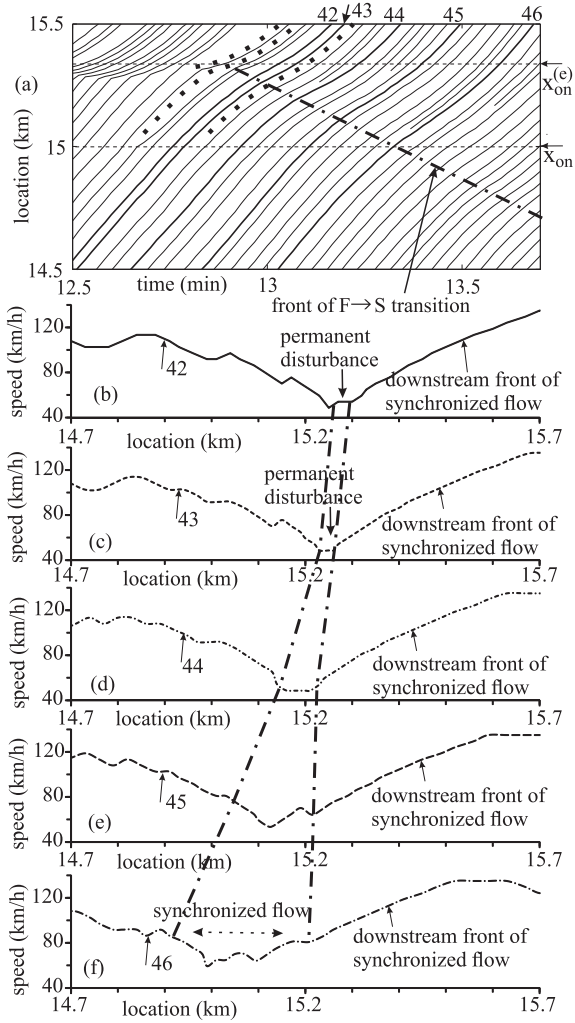 42 43 44 45 46
15.5
(a)
x_on^(e)
location (km)
15
x_on
14.5
12.5 time (min) 13 13.5
front of F→S transition
speed (km/h)
120
80
40
permanent
disturbance
42
(b)
downstream front of
synchronized flow
14.7 location (km) 15.2 15.7
speed (km/h)
120
80
40
permanent
disturbance
43
(c)
downstream front of
synchronized flow
14.7 location (km) 15.2 15.7
speed (km/h)
120
80
40
44
(d)
downstream front of
synchronized flow
14.7 location (km) 15.2 15.7
speed (km/h)
120
80
40
45
(e)
downstream front of
synchronized flow
14.7 location (km) 15.2 15.7
speed (km/h)
120
80
40
synchronized flow
46
(f)
downstream front of
synchronized flow
14.7 location (km) 15.2 15.7